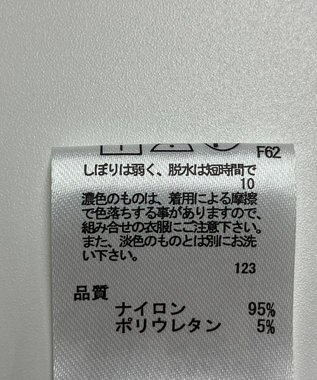 F62
しぼりは弱く、脱水は短時間で
10
濃色のものは、着用による摩擦
で色落ちする事がありますので、
組み合せの衣服にご注意下さい。
また、淡色のものとは別にお洗
い下さい。
123
品質
ナイロン 95%
ポリウレタン 5%